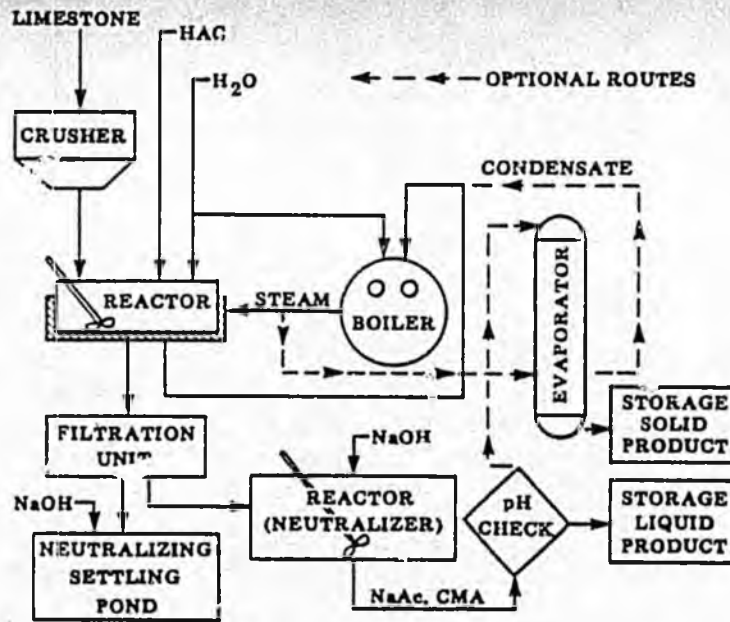 LIMESTONE
HAC
H2O
OPTIONAL ROUTES
CRUSHER
CONDENSATE
REACTOR
STEAM
BOILER
EVAPORATOR
STORAGE
SOLID
PRODUCT
FILTRATION
UNIT
NaOH
NaOH
REACTOR
(NEUTRALIZER)
pH
CHECK
STORAGE
LIQUID
PRODUCT
NEUTRALIZING
SETTLING
POND
NaAc, CMA